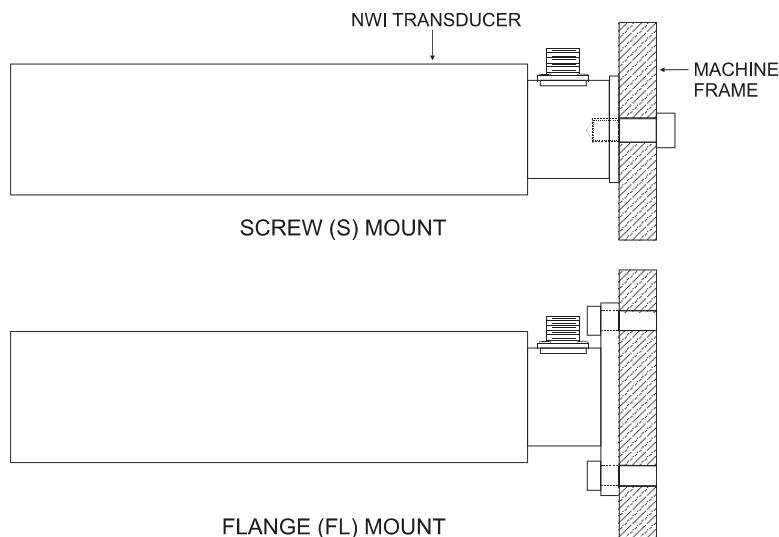 NWI TRANSDUCER
MACHINE
FRAME
SCREW (S) MOUNT
FLANGE (FL) MOUNT